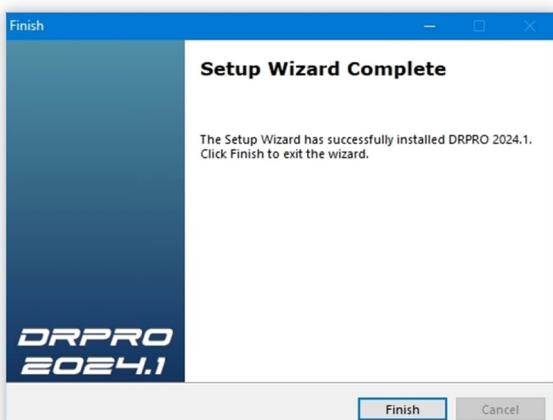 Finish
Setup Wizard Complete
The Setup Wizard has successfully installed DRPRO 2024.1.
Click Finish to exit the wizard.
DRPRO
2024.1
Finish
Cancel